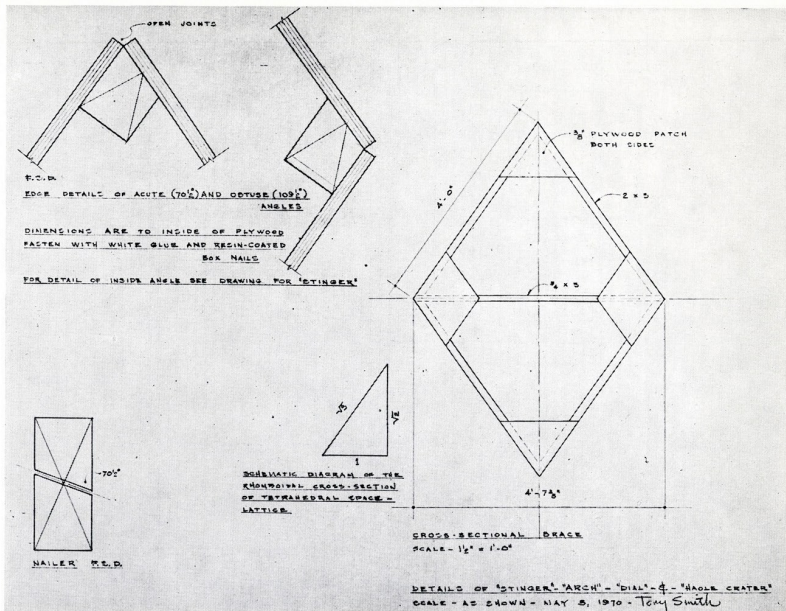 OPEN JOINTS
F.S.D.
EDGE DETAILS OF ACUTE (70½°) AND OBTUSE (109½°)
ANGLES
DIMENSIONS ARE TO INSIDE OF PLYWOOD
FASTEN WITH WHITE GLUE AND RESIN-COATED
BOX NAILS
FOR DETAIL OF INSIDE ANGLE SEE DRAWING FOR "STINGER"
⅜" PLYWOOD PATCH
BOTH SIDES
4'-0"
2 x 3
¾ x 3
√3
√2
1
SCHEMATIC DIAGRAM OF THE
RHOMBOIDAL CROSS-SECTION
OF TETRAHEDRAL SPACE-
LATTICE
70½°
NAILER F.S.D.
4'-7⅜"
CROSS-SECTIONAL BRACE
SCALE - 1½" = 1'-0"
DETAILS OF "STINGER" - "ARCH" - "DIAL" - & - "HAOLE CRATER"
SCALE - AS SHOWN - MAY 3, 1970 - Tony Smith